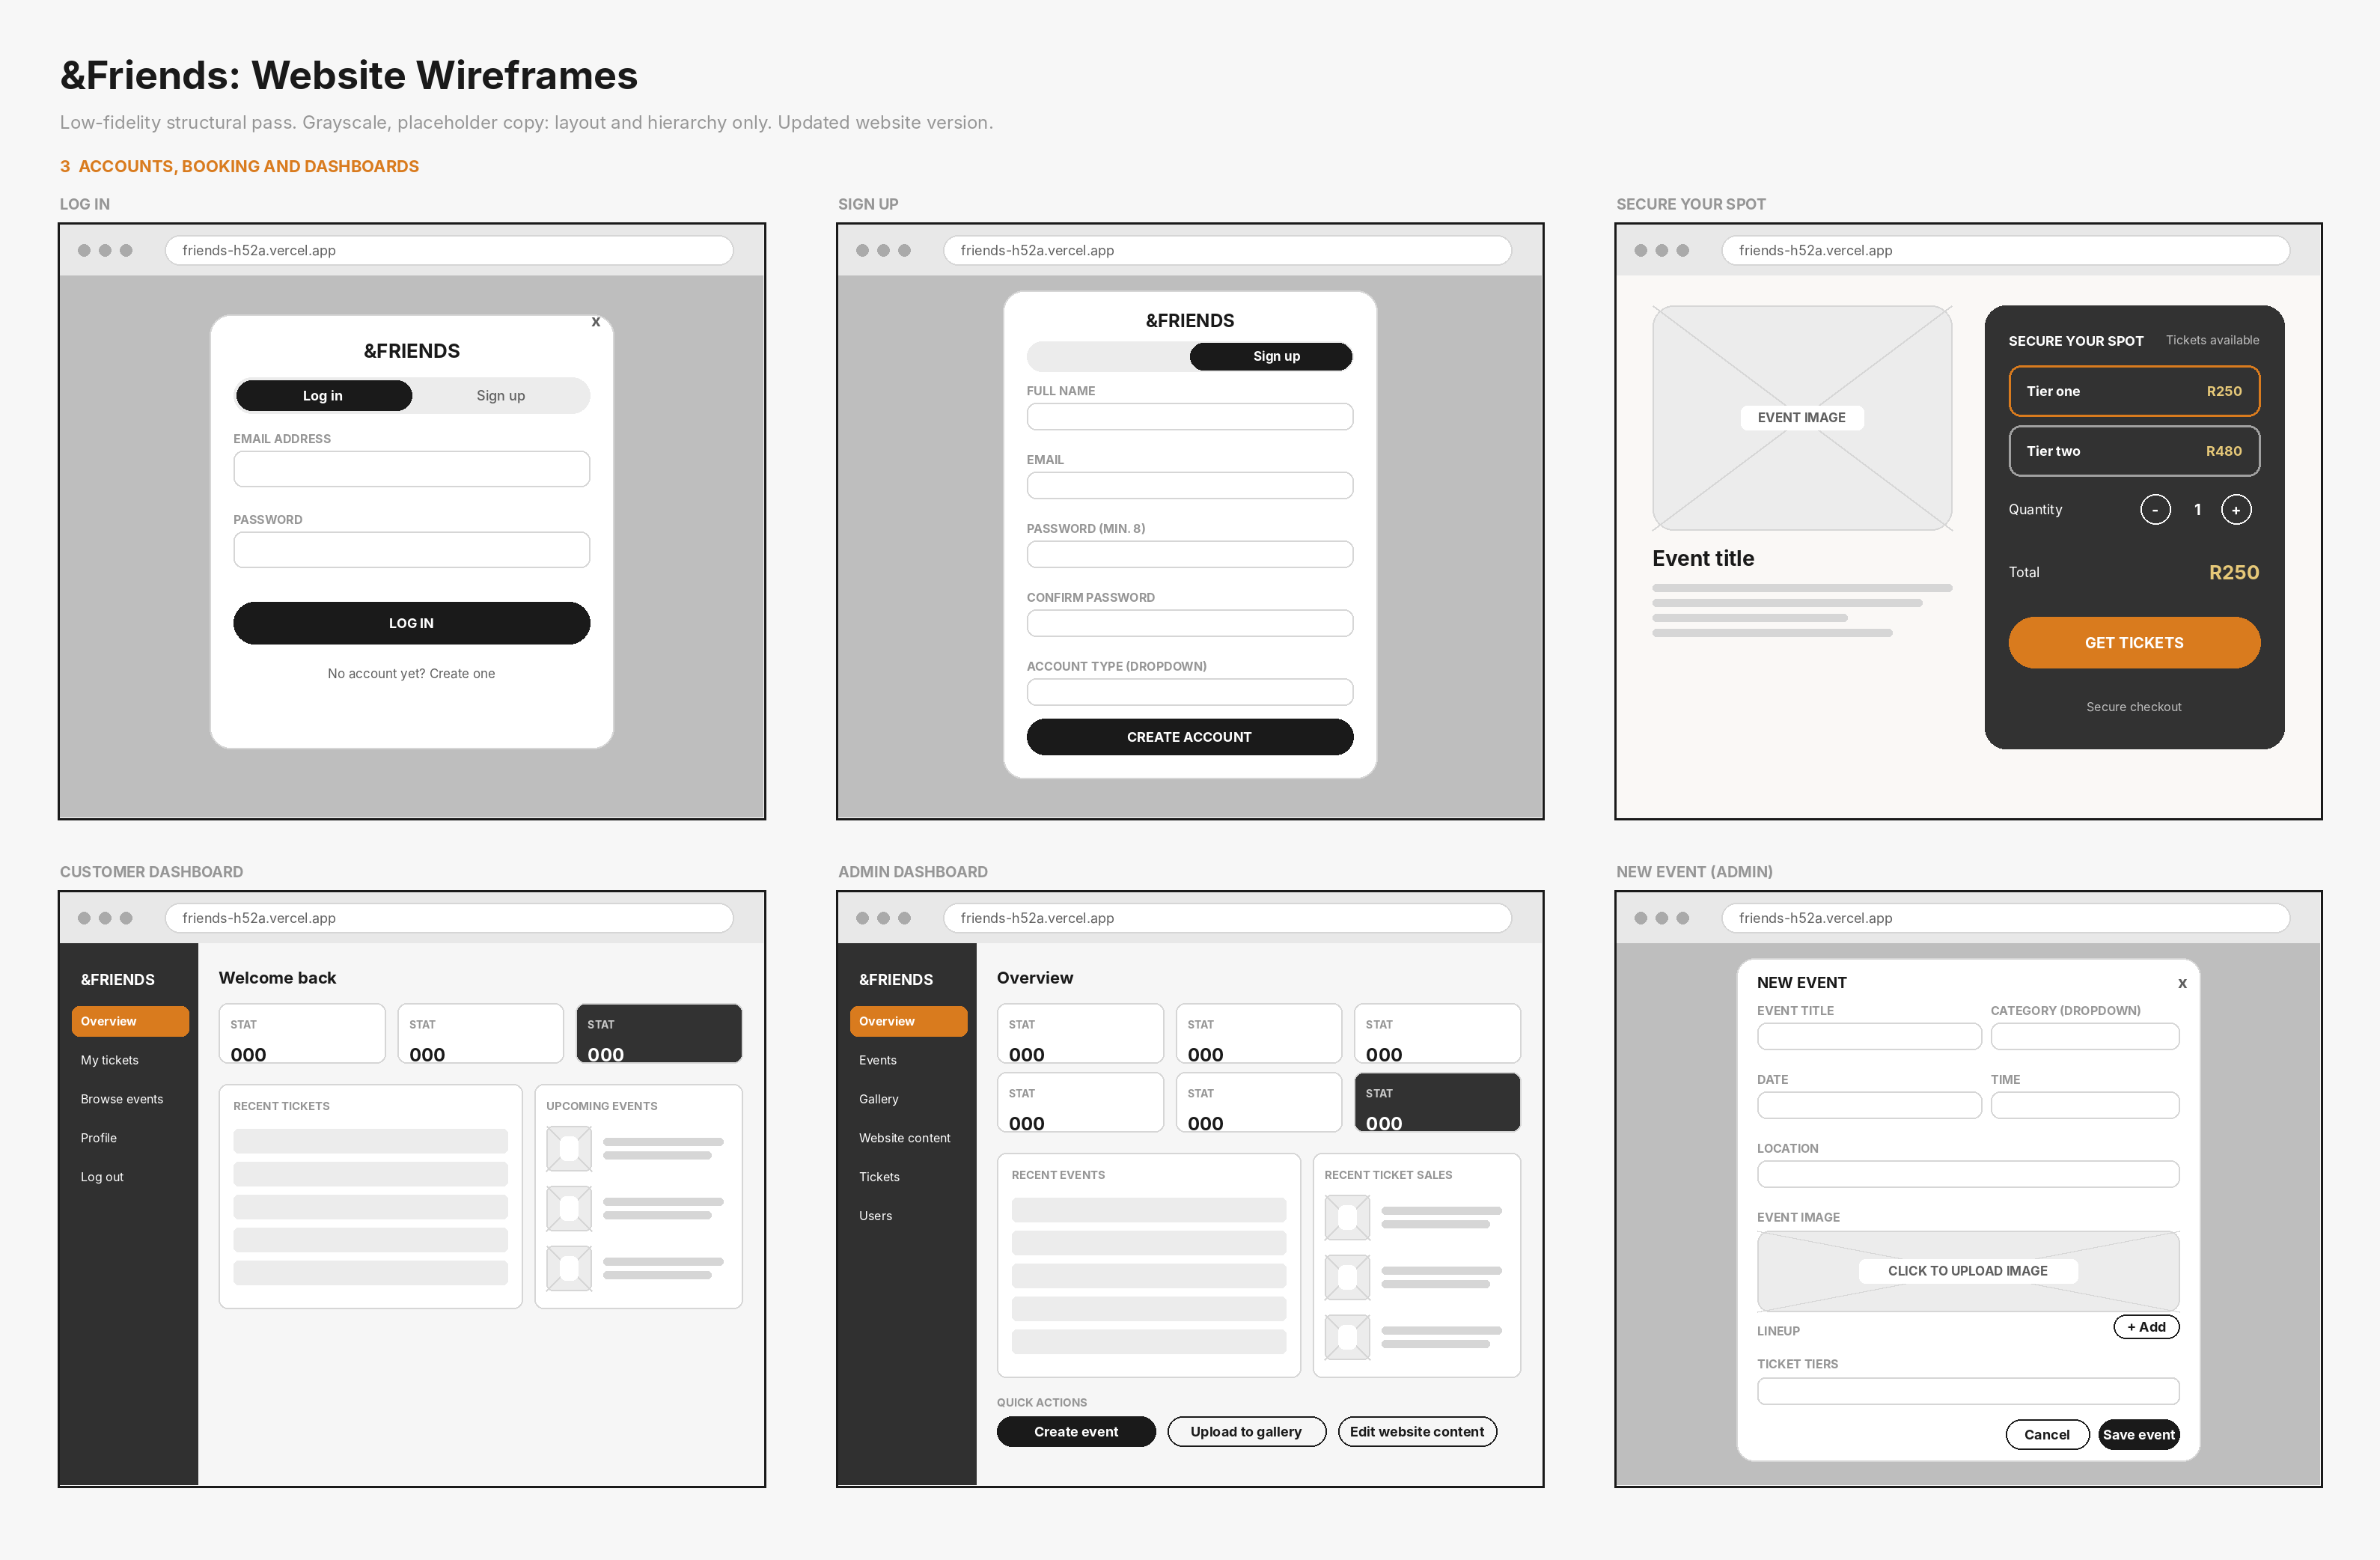 &Friends: Website Wireframes
Low-fidelity structural pass. Grayscale, placeholder copy: layout and hierarchy only. Updated website version.
3 ACCOUNTS, BOOKING AND DASHBOARDS
LOG IN
friends-h52a.vercel.app
x
&FRIENDS
Log in
Sign up
EMAIL ADDRESS
PASSWORD
LOG IN
No account yet? Create one
SIGN UP
friends-h52a.vercel.app
&FRIENDS
Sign up
FULL NAME
EMAIL
PASSWORD (MIN. 8)
CONFIRM PASSWORD
ACCOUNT TYPE (DROPDOWN)
CREATE ACCOUNT
SECURE YOUR SPOT
friends-h52a.vercel.app
EVENT IMAGE
Event title
SECURE YOUR SPOT
Tickets available
Tier one R250
Tier two R480
Quantity - 1 +
Total R250
GET TICKETS
Secure checkout
CUSTOMER DASHBOARD
friends-h52a.vercel.app
&FRIENDS
Overview
My tickets
Browse events
Profile
Log out
Welcome back
STAT
000
STAT
000
STAT
000
RECENT TICKETS
UPCOMING EVENTS
ADMIN DASHBOARD
friends-h52a.vercel.app
&FRIENDS
Overview
Events
Gallery
Website content
Tickets
Users
Overview
STAT
000
STAT
000
STAT
000
STAT
000
STAT
000
STAT
000
RECENT EVENTS
RECENT TICKET SALES
QUICK ACTIONS
Create event
Upload to gallery
Edit website content
NEW EVENT (ADMIN)
friends-h52a.vercel.app
NEW EVENT
x
EVENT TITLE
CATEGORY (DROPDOWN)
DATE
TIME
LOCATION
EVENT IMAGE
CLICK TO UPLOAD IMAGE
LINEUP
+ Add
TICKET TIERS
Cancel
Save event